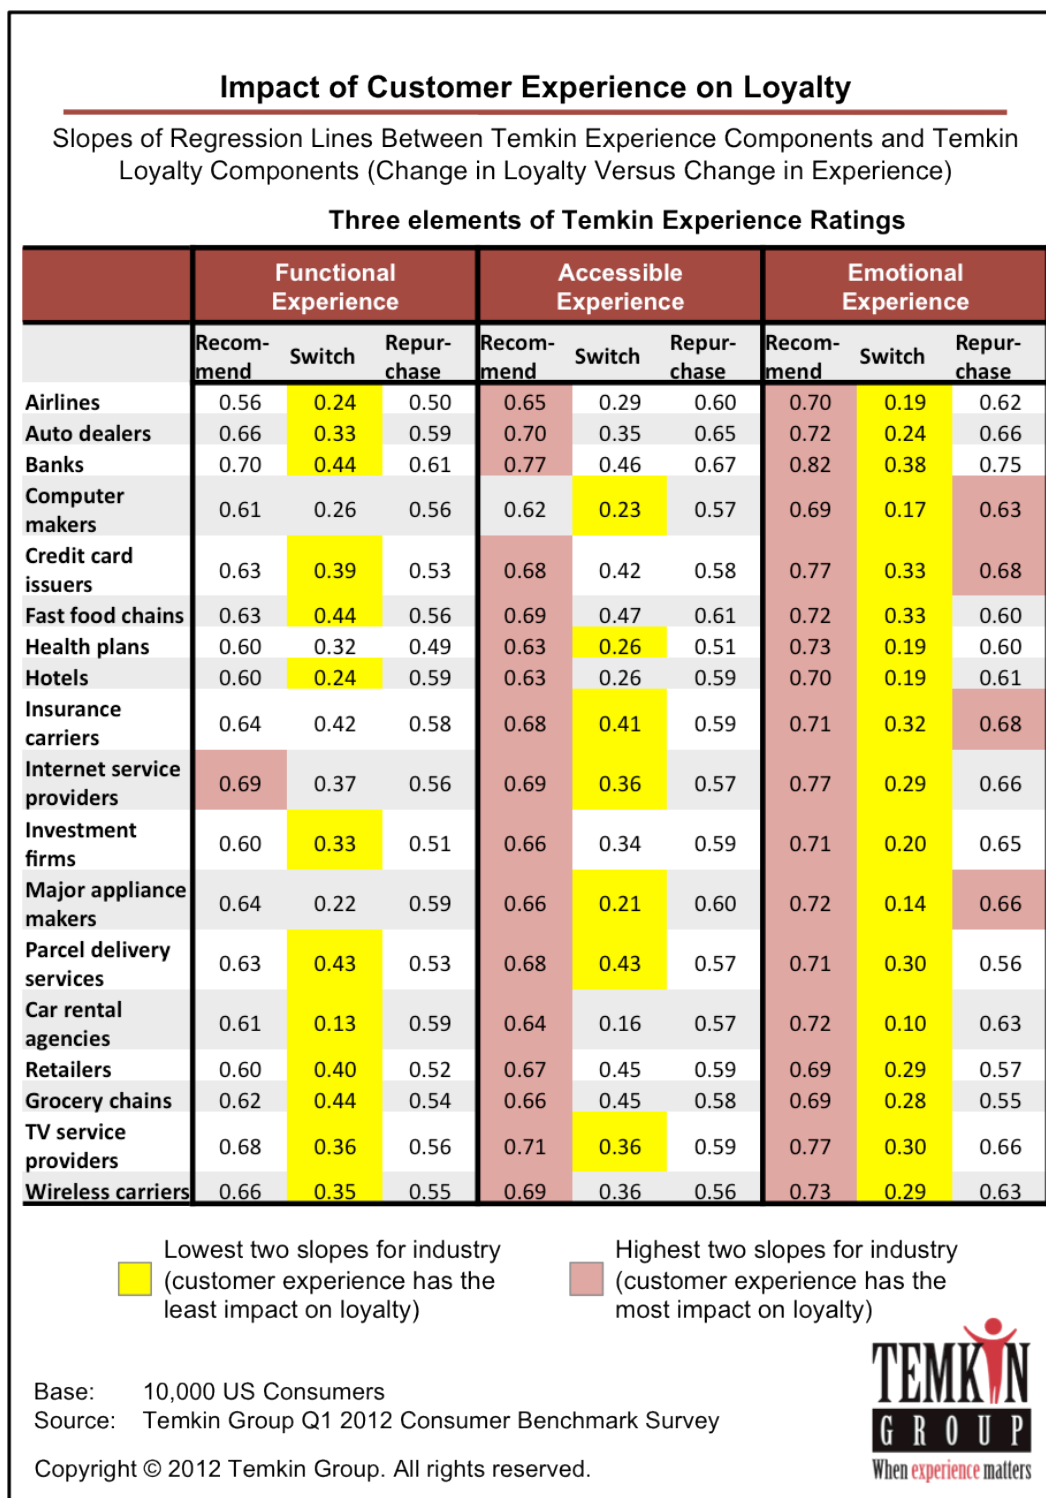 Impact of Customer Experience on Loyalty
Slopes of Regression Lines Between Temkin Experience Components and Temkin
Loyalty Components (Change in Loyalty Versus Change in Experience)
Three elements of Temkin Experience Ratings
Functional Experience Accessible Experience Emotional Experience
Recom-mend Switch Repur-chase Recom-mend Switch Repur-chase Recom-mend Switch Repur-chase
Airlines 0.56 0.24 0.50 0.65 0.29 0.60 0.70 0.19 0.62
Auto dealers 0.66 0.33 0.59 0.70 0.35 0.65 0.72 0.24 0.66
Banks 0.70 0.44 0.61 0.77 0.46 0.67 0.82 0.38 0.75
Computer makers 0.61 0.26 0.56 0.62 0.23 0.57 0.69 0.17 0.63
Credit card issuers 0.63 0.39 0.53 0.68 0.42 0.58 0.77 0.33 0.68
Fast food chains 0.63 0.44 0.56 0.69 0.47 0.61 0.72 0.33 0.60
Health plans 0.60 0.32 0.49 0.63 0.26 0.51 0.73 0.19 0.60
Hotels 0.60 0.24 0.59 0.63 0.26 0.59 0.70 0.19 0.61
Insurance carriers 0.64 0.42 0.58 0.68 0.41 0.59 0.71 0.32 0.68
Internet service providers 0.69 0.37 0.56 0.69 0.36 0.57 0.77 0.29 0.66
Investment firms 0.60 0.33 0.51 0.66 0.34 0.59 0.71 0.20 0.65
Major appliance makers 0.64 0.22 0.59 0.66 0.21 0.60 0.72 0.14 0.66
Parcel delivery services 0.63 0.43 0.53 0.68 0.43 0.57 0.71 0.30 0.56
Car rental agencies 0.61 0.13 0.59 0.64 0.16 0.57 0.72 0.10 0.63
Retailers 0.60 0.40 0.52 0.67 0.45 0.59 0.69 0.29 0.57
Grocery chains 0.62 0.44 0.54 0.66 0.45 0.58 0.69 0.28 0.55
TV service providers 0.68 0.36 0.56 0.71 0.36 0.59 0.77 0.30 0.66
Wireless carriers 0.66 0.35 0.55 0.69 0.36 0.56 0.73 0.29 0.63
Lowest two slopes for industry
(customer experience has the
least impact on loyalty)
Highest two slopes for industry
(customer experience has the
most impact on loyalty)
Base: 10,000 US Consumers
Source: Temkin Group Q1 2012 Consumer Benchmark Survey
Copyright © 2012 Temkin Group. All rights reserved.
TEMKIN
GROUP
When experience matters